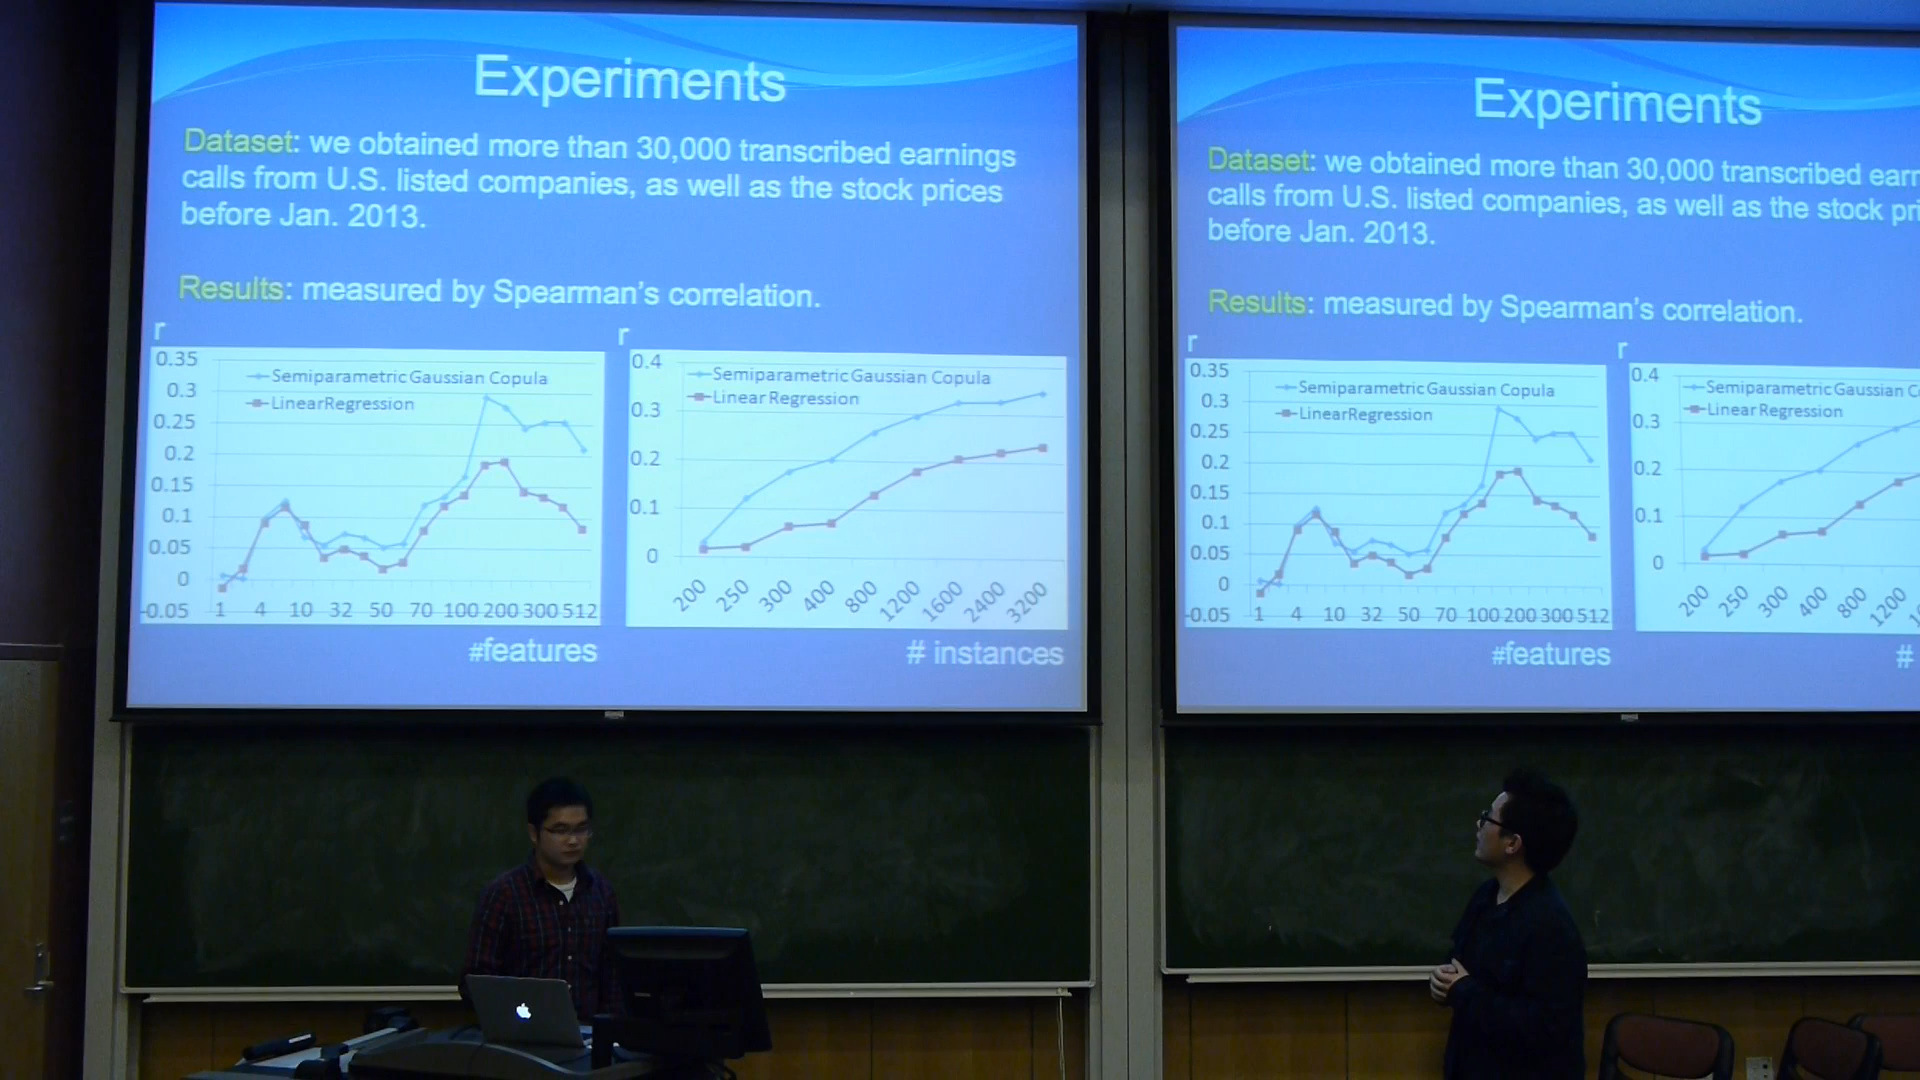 Experiments
Dataset: we obtained more than 30,000 transcribed earnings
calls from U.S. listed companies, as well as the stock prices
before Jan. 2013.
Results: measured by Spearman's correlation.
r
0.35
0.3
0.25
0.2
0.15
0.1
0.05
0
-0.05
Semiparametric Gaussian Copula
LinearRegression
1 4 10 32 50 70 100 200 300 512
#features
r
0.4
0.3
0.2
0.1
0
Semiparametric Gaussian Copula
Linear Regression
200 250 300 400 800 1200 1600 2400 3200
# instances
Experiments
Dataset: we obtained more than 30,000 transcribed earn
calls from U.S. listed companies, as well as the stock pri
before Jan. 2013.
Results: measured by Spearman's correlation.
r
0.35
0.3
0.25
0.2
0.15
0.1
0.05
0
-0.05
Semiparametric Gaussian Copula
LinearRegression
1 4 10 32 50 70 100 200 300 512
#features
r
0.4
0.3
0.2
0.1
0
Semiparametric Gaussian C
Linear Regression
200 250 300 400 800 1200
#